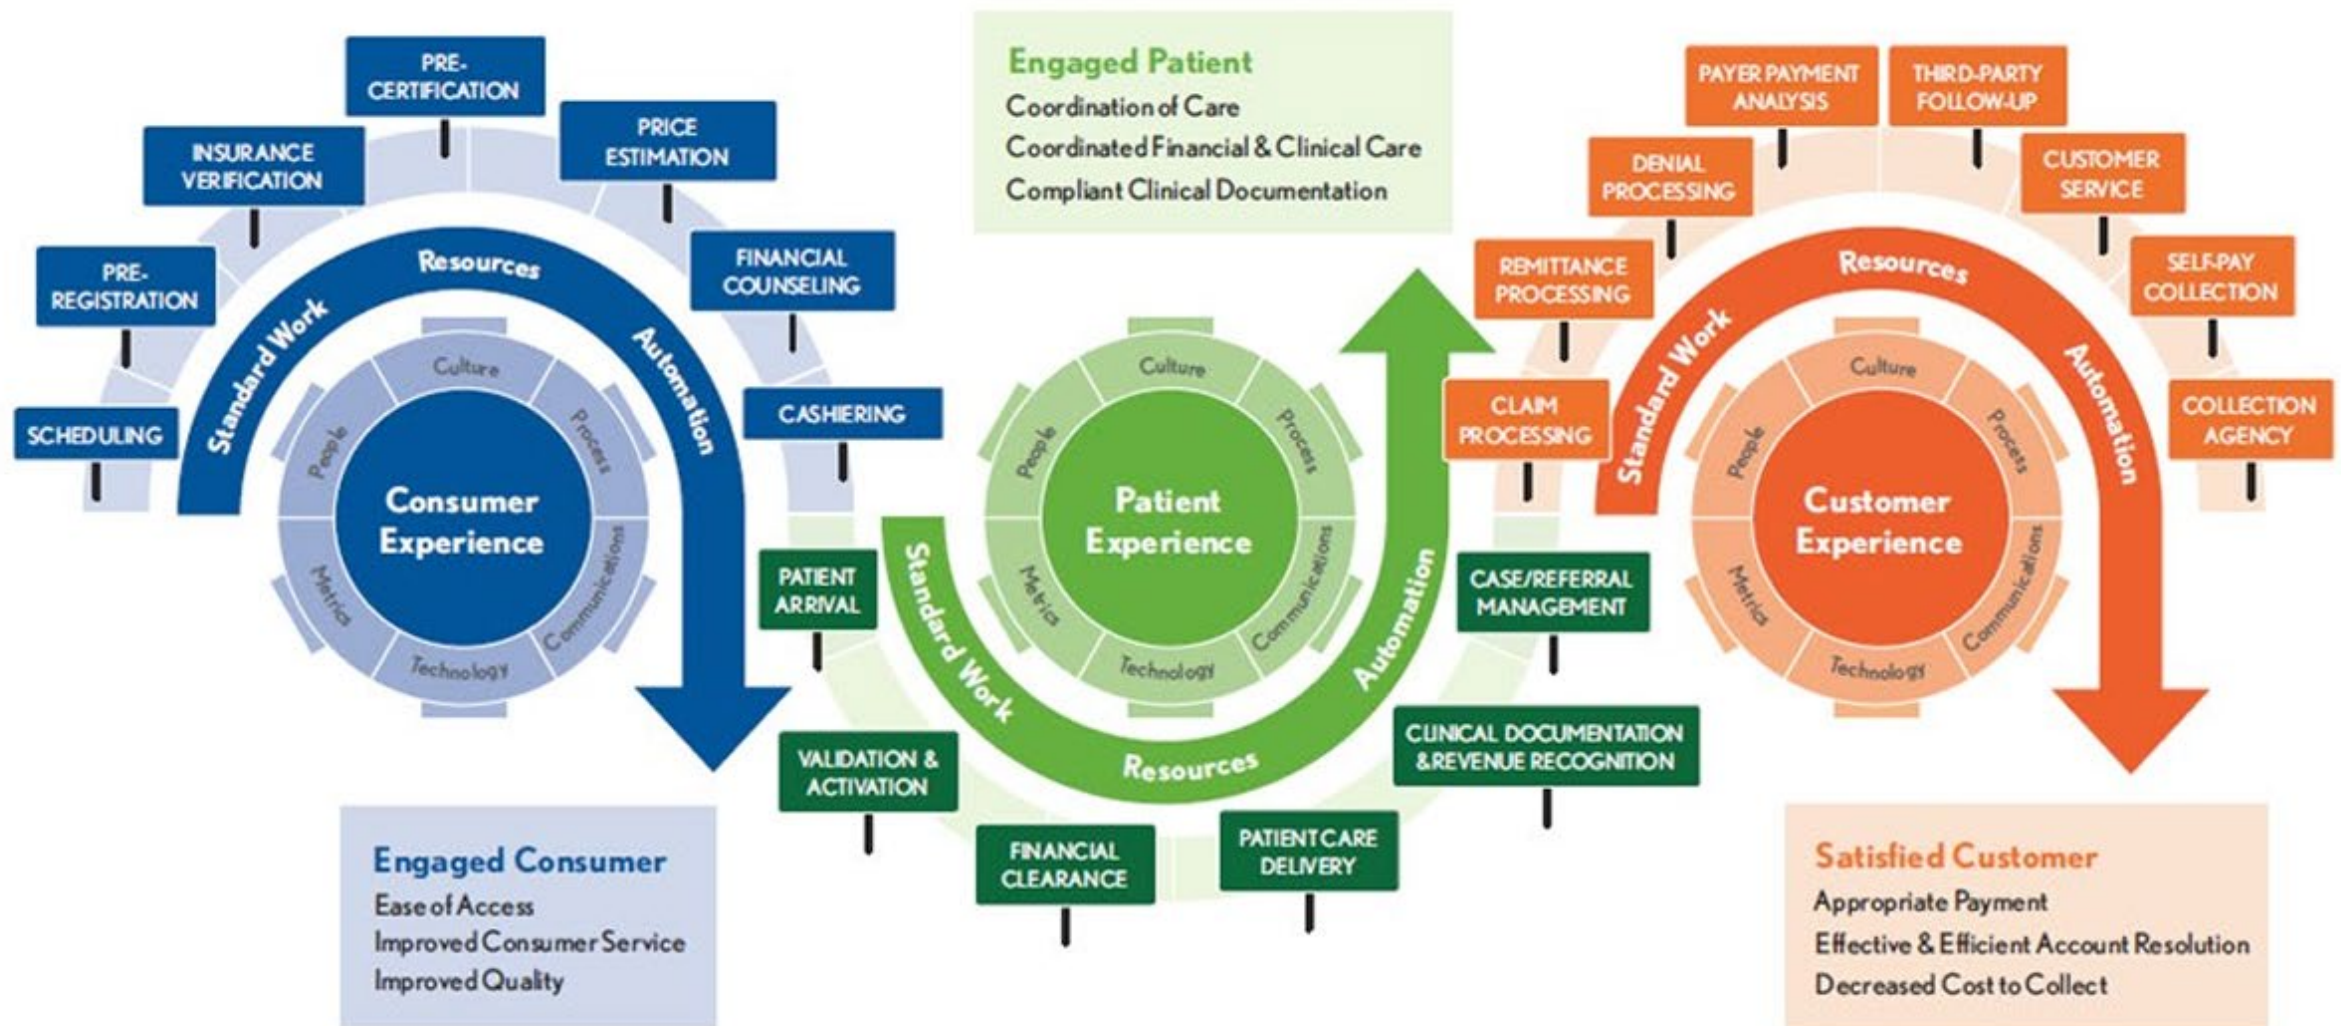 SCHEDULING
PRE-
REGISTRATION
INSURANCE
VERIFICATION
PRE-
CERTIFICATION
PRICE
ESTIMATION
FINANCIAL
COUNSELING
CASHIERING
Standard Work
Resources
Automation
People
Culture
Process
Communications
Technology
Metrics
Consumer
Experience
Engaged Consumer
Ease of Access
Improved Consumer Service
Improved Quality
Engaged Patient
Coordination of Care
Coordinated Financial & Clinical Care
Compliant Clinical Documentation
PATIENT
ARRIVAL
VALIDATION &
ACTIVATION
FINANCIAL
CLEARANCE
PATIENT CARE
DELIVERY
CLINICAL DOCUMENTATION
& REVENUE RECOGNITION
CASE/REFERRAL
MANAGEMENT
Standard Work
Resources
Automation
People
Culture
Process
Communications
Technology
Metrics
Patient
Experience
CLAIM
PROCESSING
REMITTANCE
PROCESSING
DENIAL
PROCESSING
PAYER PAYMENT
ANALYSIS
THIRD-PARTY
FOLLOW-UP
CUSTOMER
SERVICE
SELF-PAY
COLLECTION
COLLECTION
AGENCY
Standard Work
Resources
Automation
People
Culture
Process
Communications
Technology
Metrics
Customer
Experience
Satisfied Customer
Appropriate Payment
Effective & Efficient Account Resolution
Decreased Cost to Collect